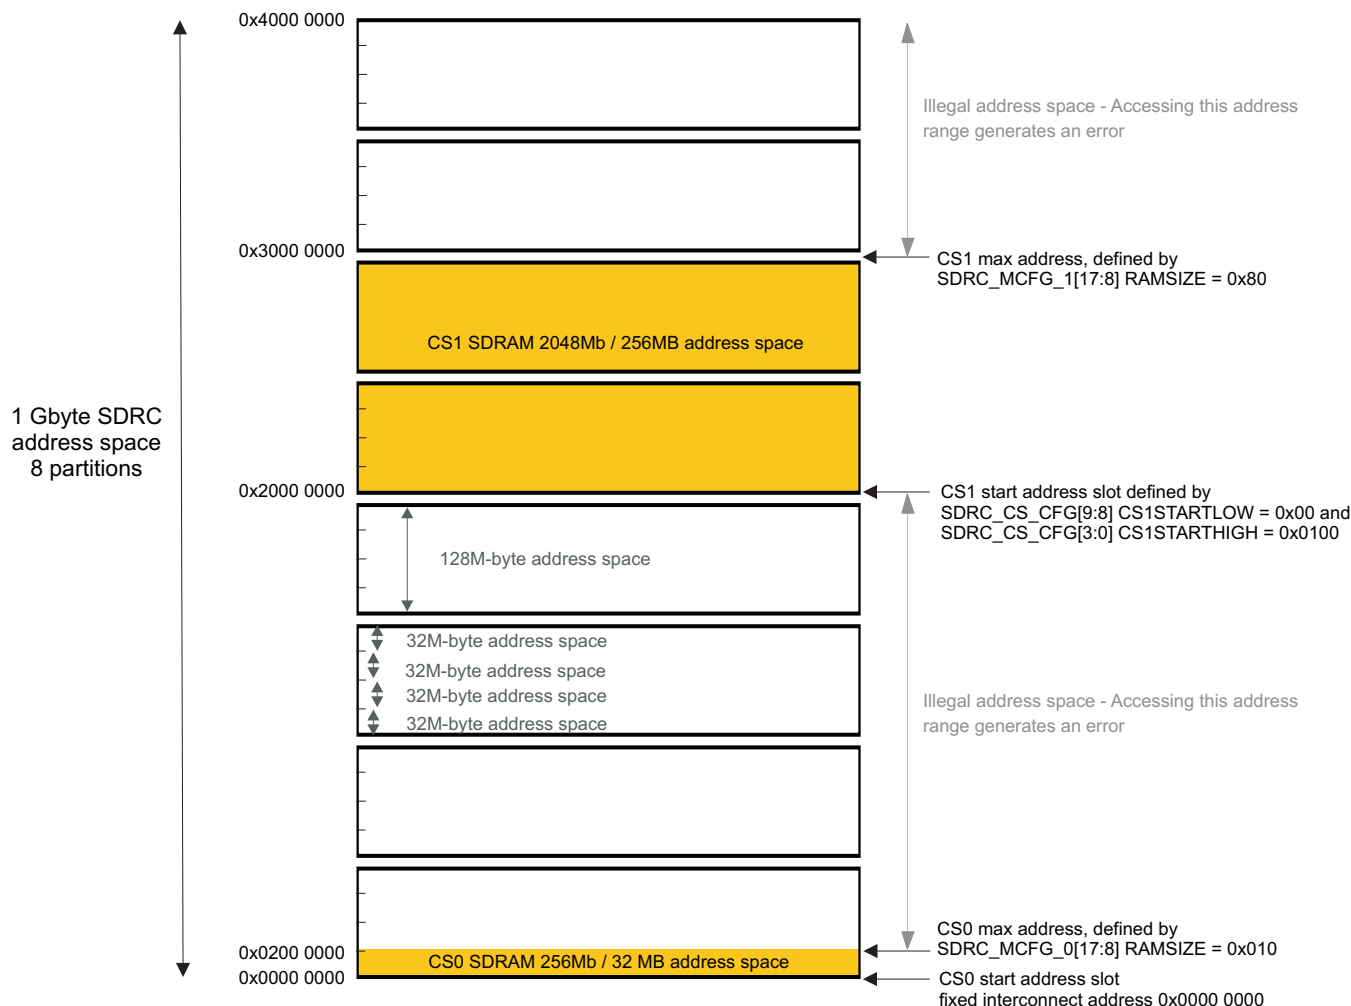 0x4000 0000
Illegal address space - Accessing this address
range generates an error
0x3000 0000
CS1 max address, defined by
SDRC_MCFG_1[17:8] RAMSIZE = 0x80
CS1 SDRAM 2048Mb / 256MB address space
1 Gbyte SDRC
address space
8 partitions
0x2000 0000
CS1 start address slot defined by
SDRC_CS_CFG[9:8] CS1STARTLOW = 0x00 and
SDRC_CS_CFG[3:0] CS1STARTHIGH = 0x0100
128M-byte address space
32M-byte address space
32M-byte address space
32M-byte address space
32M-byte address space
Illegal address space - Accessing this address
range generates an error
CS0 max address, defined by
SDRC_MCFG_0[17:8] RAMSIZE = 0x010
0x0200 0000
CS0 SDRAM 256Mb / 32 MB address space
0x0000 0000
CS0 start address slot
fixed interconnect address 0x0000 0000